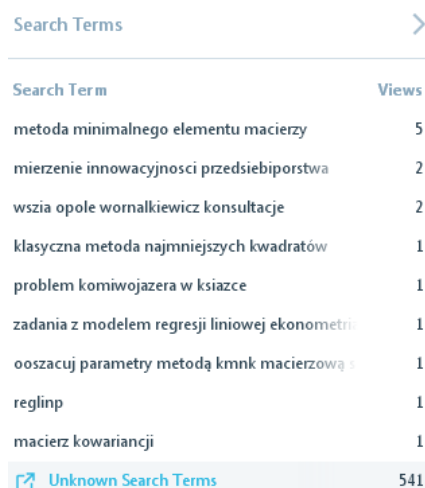 Search Terms
Search Term Views
metoda minimalnego elementu macierzy 5
mierzenie innowacyjnosci przedsiebiporstwa 2
wszia opole wornalkiewicz konsultacje 2
klasyczna metoda najmniejszych kwadratów 1
problem komiwojazera w ksiazce 1
zadania z modelem regresji liniowej ekonometri 1
ooszacuj parametry metodą kmnk macierzową s 1
reglinp 1
macierz kowariancji 1
Unknown Search Terms 541